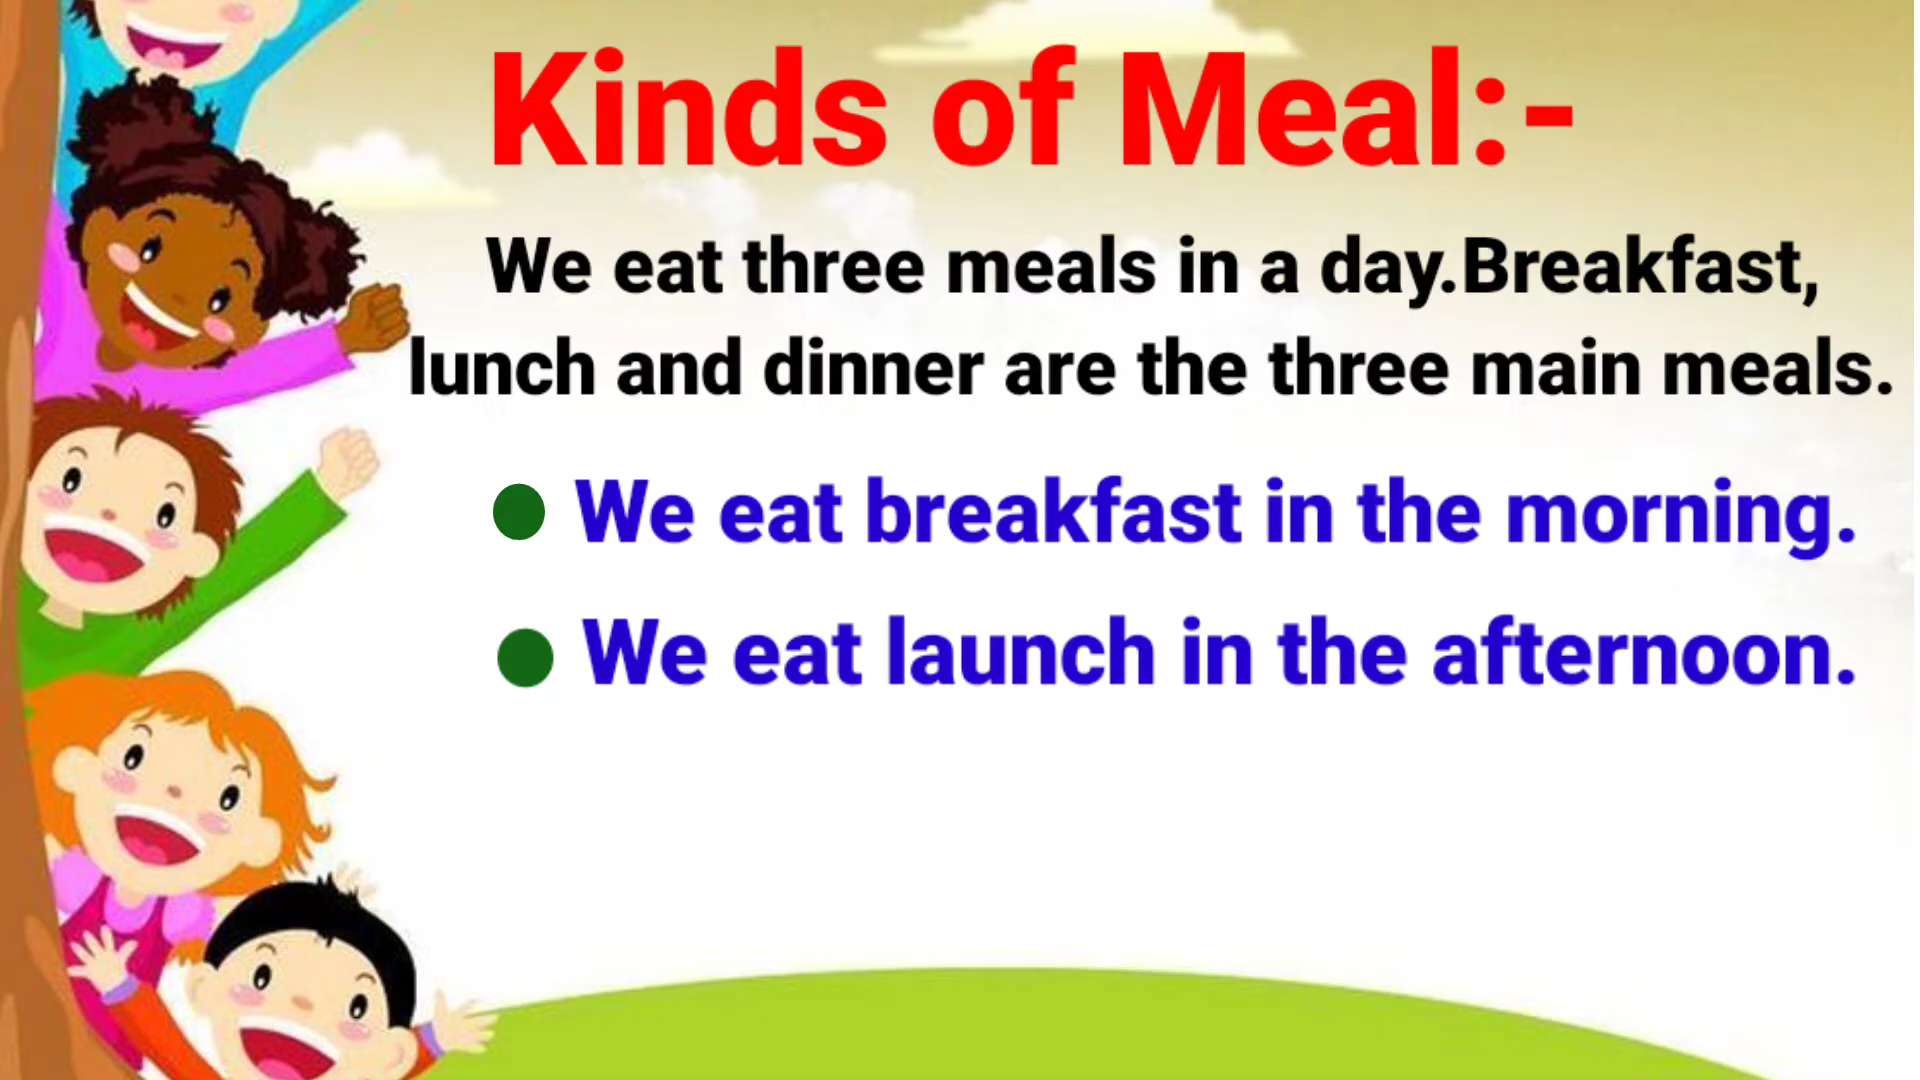 Kinds of Meal:-
We eat three meals in a day.Breakfast,
lunch and dinner are the three main meals.
We eat breakfast in the morning.
We eat launch in the afternoon.